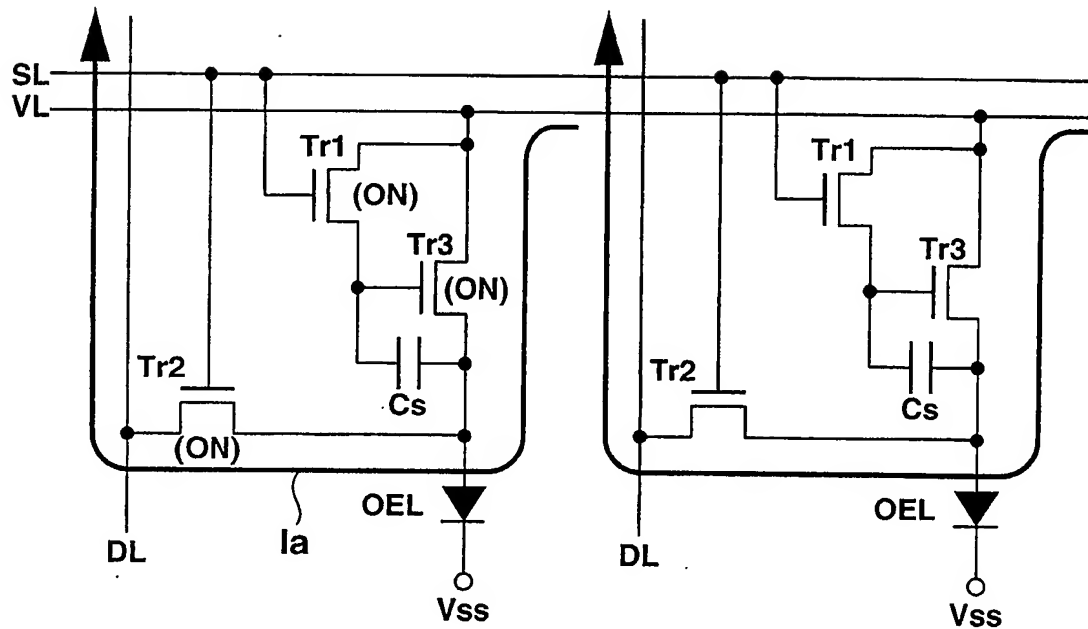 SL
VL
Tr1
(ON)
Tr3
(ON)
Tr2
(ON)
Cs
OEL
DL
Ia
Vss
Tr1
Tr3
Tr2
Cs
OEL
DL
Vss